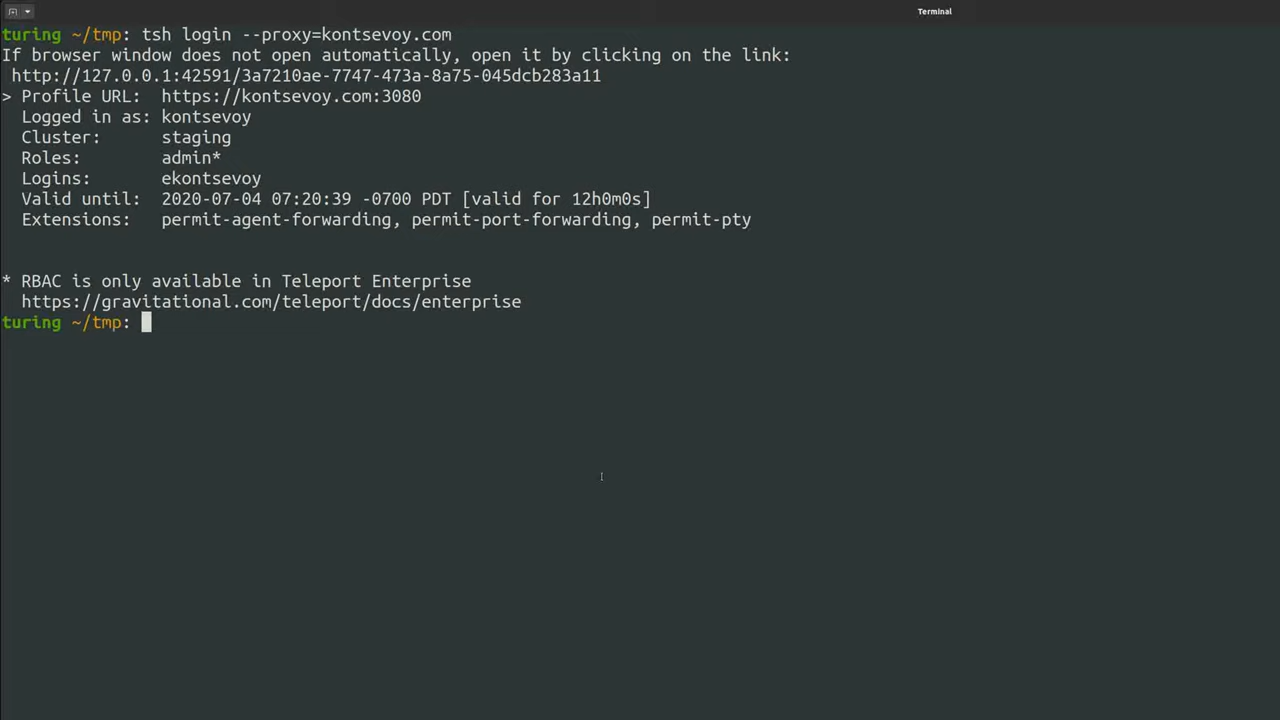 Terminal
turing ~/tmp: tsh login --proxy=kontsevoy.com
If browser window does not open automatically, open it by clicking on the link:
 http://127.0.0.1:42591/3a7210ae-7747-473a-8a75-045dcb283a11
> Profile URL:  https://kontsevoy.com:3080
  Logged in as: kontsevoy
  Cluster:      staging
  Roles:        admin*
  Logins:       ekontsevoy
  Valid until:  2020-07-04 07:20:39 -0700 PDT [valid for 12h0m0s]
  Extensions:   permit-agent-forwarding, permit-port-forwarding, permit-pty
* RBAC is only available in Teleport Enterprise
  https://gravitational.com/teleport/docs/enterprise
turing ~/tmp: